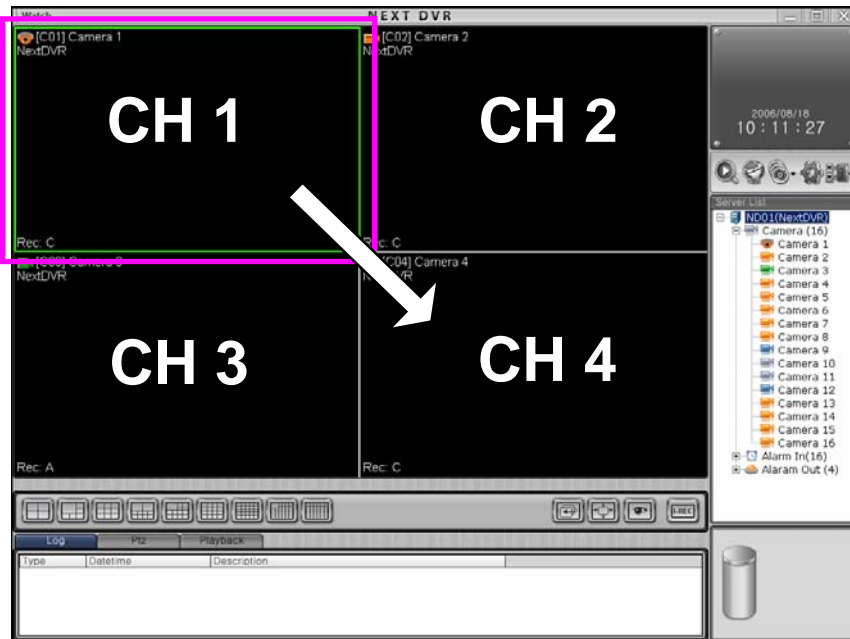 Watch
NEXT DVR
[C01] Camera 1
NextDVR
CH 1
Rec: C
[C02] Camera 2
NextDVR
CH 2
Rec: C
[C03] Camera 3
NextDVR
CH 3
Rec: A
[C04] Camera 4
CH 4
Rec: C
2006/08/18
10:11:27
Server List
ND01(NextDVR)
Camera (16)
Camera 1
Camera 2
Camera 3
Camera 4
Camera 5
Camera 6
Camera 7
Camera 8
Camera 9
Camera 10
Camera 11
Camera 12
Camera 13
Camera 14
Camera 15
Camera 16
Alarm In(16)
Alaram Out (4)
I-REC
Log
Ptz
Playback
Type
Datetime
Description